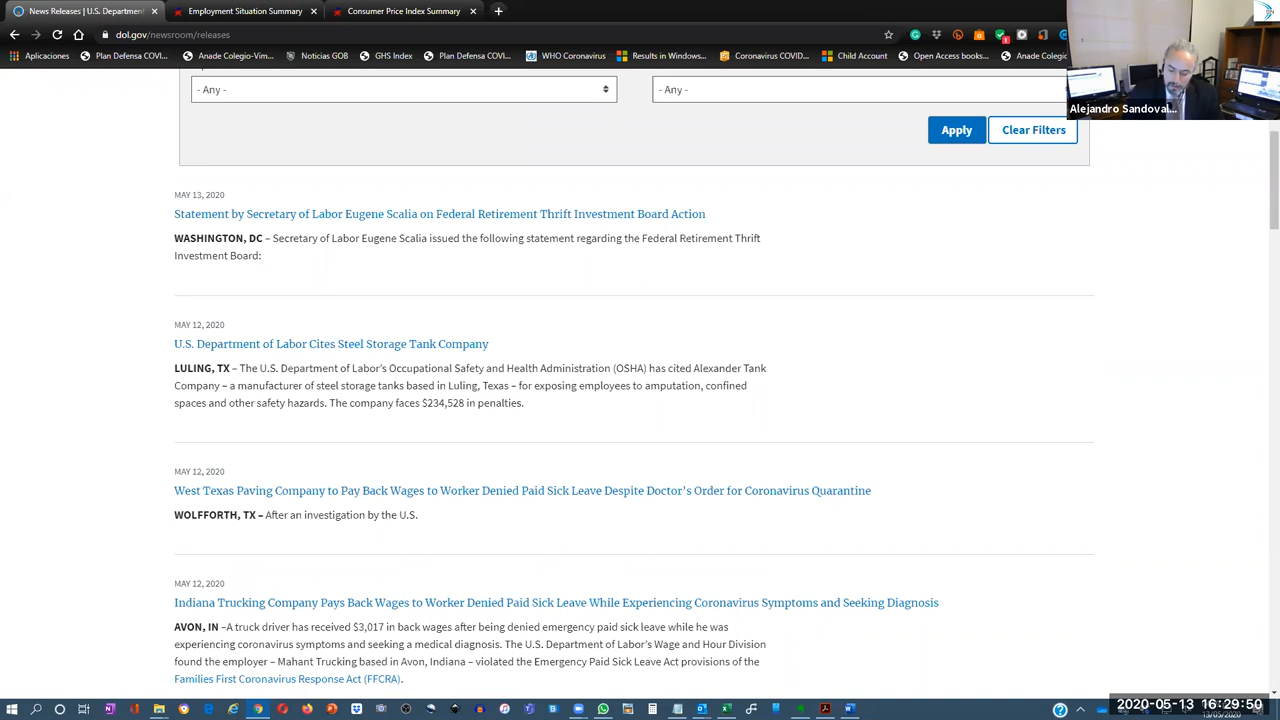 News Releases | U.S. Department
Employment Situation Summary
Consumer Price Index Summary
dol.gov/newsroom/releases
Aplicaciones
Plan Defensa COVI...
Anade Colegio-Vim...
Noticias GOB
GHS Index
Plan Defensa COVI...
WHO Coronavirus
Results in Windows...
Coronavirus COVID...
Child Account
Open Access books...
Anade Colegio
Alejandro Sandoval...
- Any -
- Any -
Apply
Clear Filters
MAY 13, 2020
Statement by Secretary of Labor Eugene Scalia on Federal Retirement Thrift Investment Board Action
WASHINGTON, DC – Secretary of Labor Eugene Scalia issued the following statement regarding the Federal Retirement Thrift
Investment Board:
MAY 12, 2020
U.S. Department of Labor Cites Steel Storage Tank Company
LULING, TX – The U.S. Department of Labor’s Occupational Safety and Health Administration (OSHA) has cited Alexander Tank
Company – a manufacturer of steel storage tanks based in Luling, Texas – for exposing employees to amputation, confined
spaces and other safety hazards. The company faces $234,528 in penalties.
MAY 12, 2020
West Texas Paving Company to Pay Back Wages to Worker Denied Paid Sick Leave Despite Doctor’s Order for Coronavirus Quarantine
WOLFFORTH, TX – After an investigation by the U.S.
MAY 12, 2020
Indiana Trucking Company Pays Back Wages to Worker Denied Paid Sick Leave While Experiencing Coronavirus Symptoms and Seeking Diagnosis
AVON, IN –A truck driver has received $3,017 in back wages after being denied emergency paid sick leave while he was
experiencing coronavirus symptoms and seeking a medical diagnosis. The U.S. Department of Labor’s Wage and Hour Division
found the employer – Mahant Trucking based in Avon, Indiana – violated the Emergency Paid Sick Leave Act provisions of the
Families First Coronavirus Response Act (FFCRA).
2020-05-13 16:29:50
13/05/2020